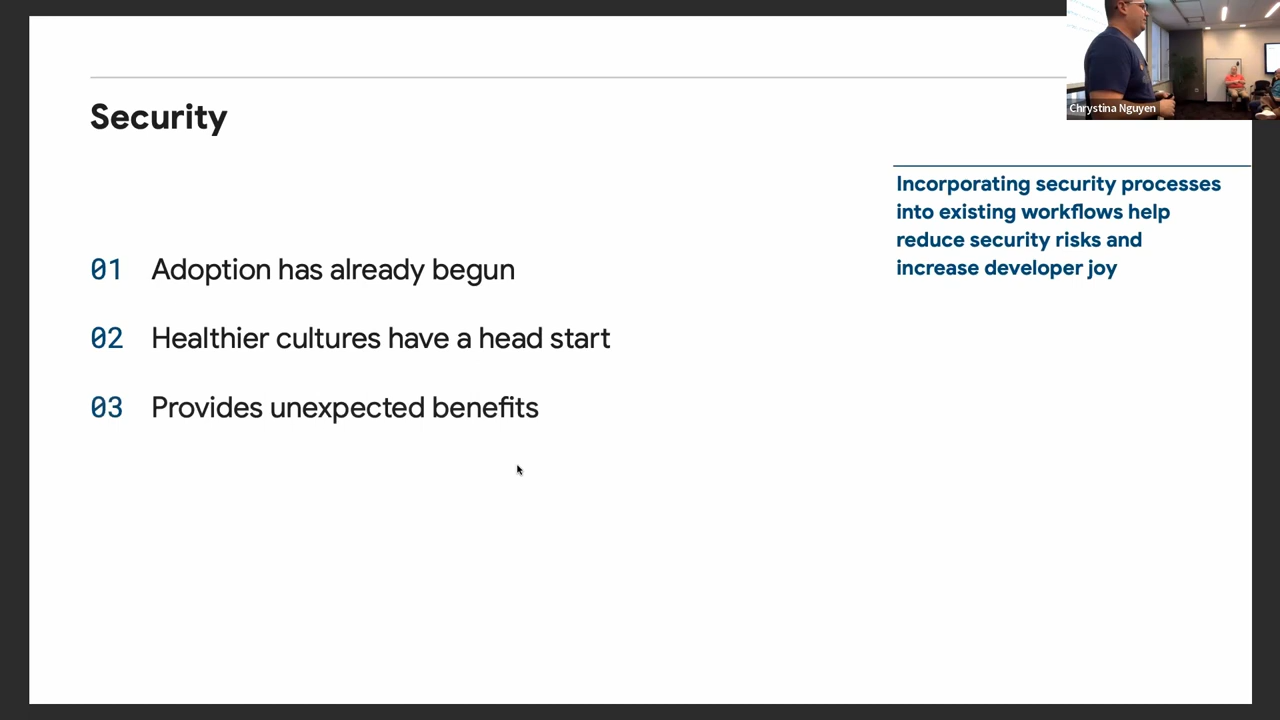 Security
01 Adoption has already begun
02 Healthier cultures have a head start
03 Provides unexpected benefits
Incorporating security processes
into existing workflows help
reduce security risks and
increase developer joy
Chrystina Nguyen